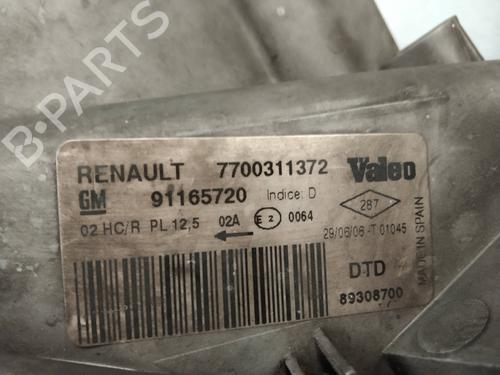 B-PARTS
RENAULT 7700311372 Valeo
GM 91165720 Indice: D
02 HC/R PL 12,5 02A E2 0064
287
29/06/06 -T 01045
DTD
89308700
MADE IN SPAIN